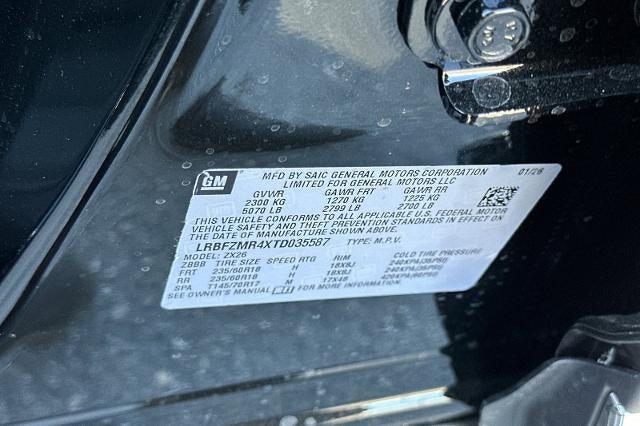 GM
MFD BY SAIC GENERAL MOTORS CORPORATION 01/26
LIMITED FOR GENERAL MOTORS LLC
GVWR GAWR FRT GAWR RR
2300 KG 1270 KG 1225 KG
5070 LB 2799 LB 2700 LB
THIS VEHICLE CONFORMS TO ALL APPLICABLE U.S. FEDERAL MOTOR
VEHICLE SAFETY, BUMPER, AND THEFT PREVENTION STANDARDS IN EFFECT ON
THE DATE OF MANUFACTURE SHOWN ABOVE.
LRBFZMR4XTD035587 TYPE: M.P.V.
MODEL: ZX26
ZBBB TIRE SIZE SPEED RTG RIM COLD TIRE PRESSURE
FRT 235/60R18 H 18X8J 240KPA(35PSI)
RR 235/60R18 H 18X8J 240KPA(35PSI)
SPA T145/70R17 M 17X4B 420KPA(60PSI)
SEE OWNER'S MANUAL FOR MORE INFORMATION.